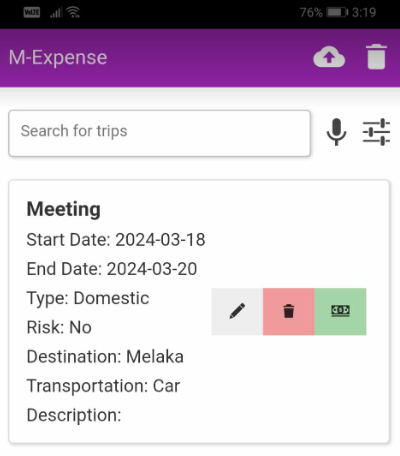 VoLTE 76% 3:19
M-Expense
Search for trips
Meeting
Start Date: 2024-03-18
End Date: 2024-03-20
Type: Domestic
Risk: No
Destination: Melaka
Transportation: Car
Description: